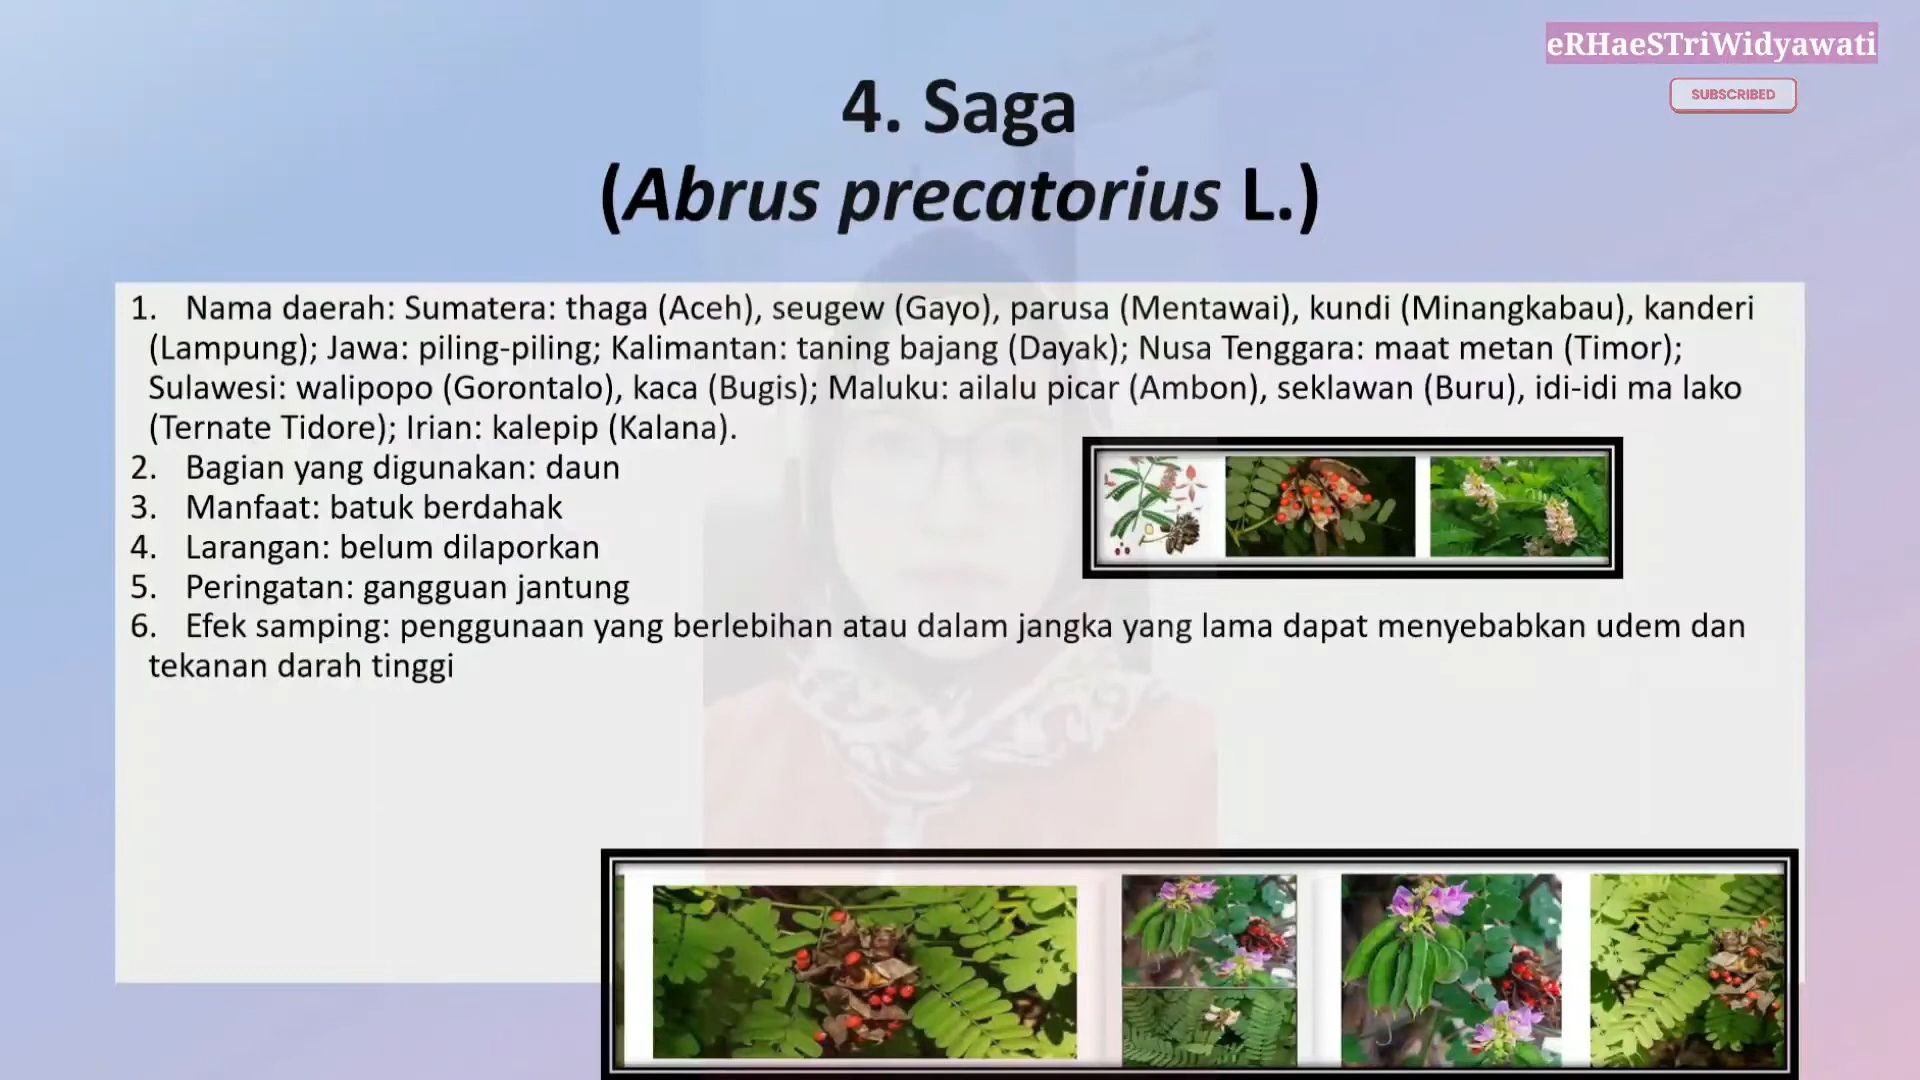 eRHaeSTriWidyawati
SUBSCRIBED
4. Saga
(Abrus precatorius L.)
1. Nama daerah: Sumatera: thaga (Aceh), seugew (Gayo), parusa (Mentawai), kundi (Minangkabau), kanderi
(Lampung); Jawa: piling-piling; Kalimantan: taning bajang (Dayak); Nusa Tenggara: maat metan (Timor);
Sulawesi: walipopo (Gorontalo), kaca (Bugis); Maluku: ailalu picar (Ambon), seklawan (Buru), idi-idi ma lako
(Ternate Tidore); Irian: kalepip (Kalana).
2. Bagian yang digunakan: daun
3. Manfaat: batuk berdahak
4. Larangan: belum dilaporkan
5. Peringatan: gangguan jantung
6. Efek samping: penggunaan yang berlebihan atau dalam jangka yang lama dapat menyebabkan udem dan
tekanan darah tinggi